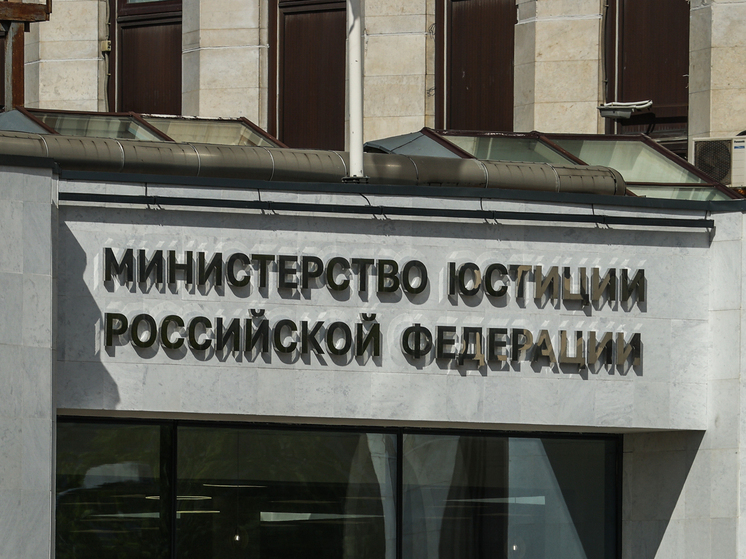 МИНИСТЕРСТВО ЮСТИЦИИ
РОССИЙСКОЙ ФЕДЕРАЦИИ